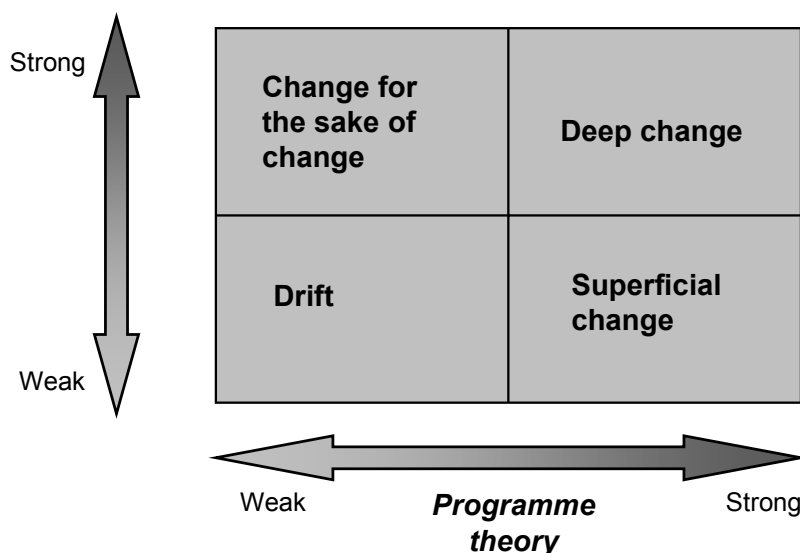 Strong
Change for
the sake of
change
Deep change
Drift
Superficial
change
Weak
Weak
Programme
theory
Strong